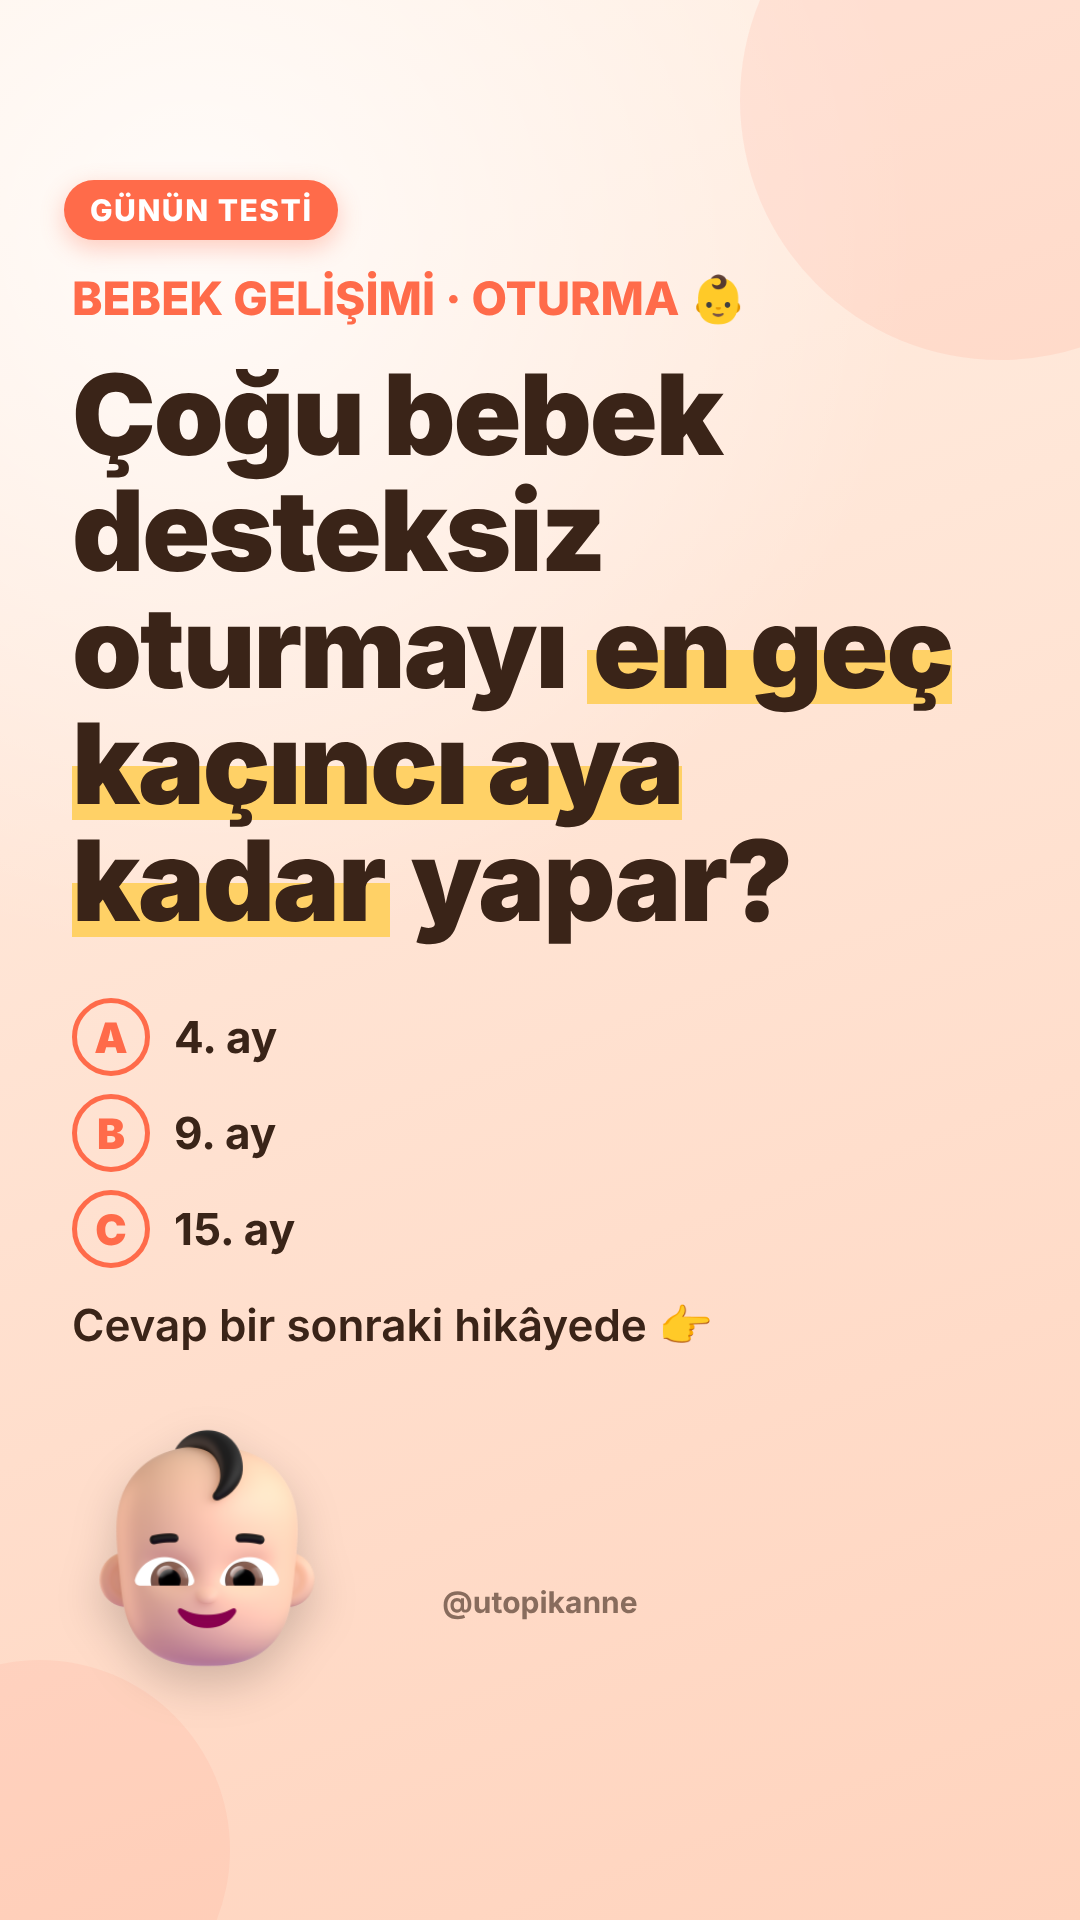 GÜNÜN TESTİ
BEBEK GELİŞİMİ · OTURMA 👶
Çoğu bebek
desteksiz
oturmayı en geç
kaçıncı aya
kadar yapar?
A 4. ay
B 9. ay
C 15. ay
Cevap bir sonraki hikâyede 👉
@utopikanne